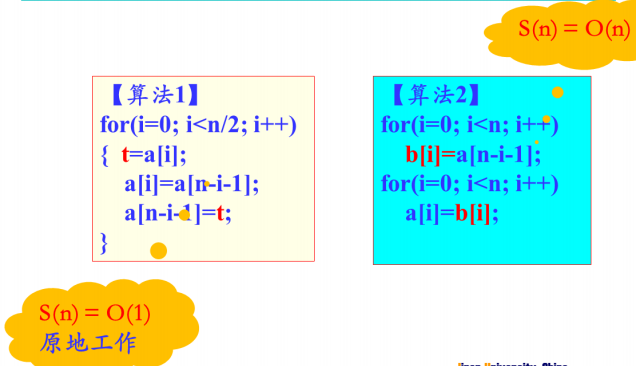 S(n) = O(n)
【算法1】
for(i=0; i<n/2; i++)
{ t=a[i];
a[i]=a[n-i-1];
a[n-i-1]=t;
}
【算法2】
for(i=0; i<n; i++)
b[i]=a[n-i-1];
for(i=0; i<n; i++)
a[i]=b[i];
S(n) = O(1)
原地工作